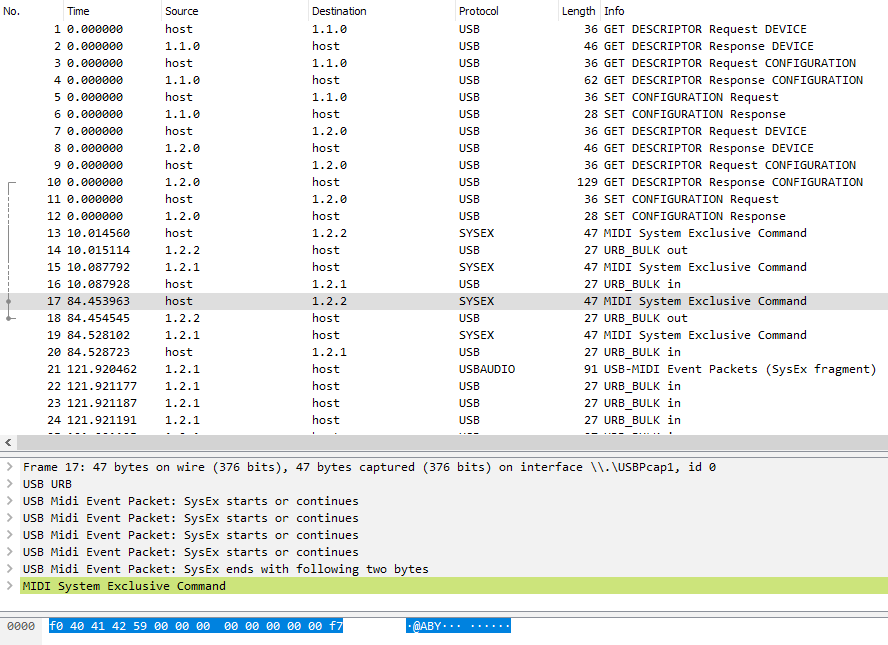 No. Time Source Destination Protocol Length Info
1 0.000000 host 1.1.0 USB 36 GET DESCRIPTOR Request DEVICE
2 0.000000 1.1.0 host USB 46 GET DESCRIPTOR Response DEVICE
3 0.000000 host 1.1.0 USB 36 GET DESCRIPTOR Request CONFIGURATION
4 0.000000 1.1.0 host USB 62 GET DESCRIPTOR Response CONFIGURATION
5 0.000000 host 1.1.0 USB 36 SET CONFIGURATION Request
6 0.000000 1.1.0 host USB 28 SET CONFIGURATION Response
7 0.000000 host 1.2.0 USB 36 GET DESCRIPTOR Request DEVICE
8 0.000000 1.2.0 host USB 46 GET DESCRIPTOR Response DEVICE
9 0.000000 host 1.2.0 USB 36 GET DESCRIPTOR Request CONFIGURATION
10 0.000000 1.2.0 host USB 129 GET DESCRIPTOR Response CONFIGURATION
11 0.000000 host 1.2.0 USB 36 SET CONFIGURATION Request
12 0.000000 1.2.0 host USB 28 SET CONFIGURATION Response
13 10.014560 host 1.2.2 SYSEX 47 MIDI System Exclusive Command
14 10.015114 1.2.2 host USB 27 URB_BULK out
15 10.087792 1.2.1 host SYSEX 47 MIDI System Exclusive Command
16 10.087928 host 1.2.1 USB 27 URB_BULK in
17 84.453963 host 1.2.2 SYSEX 47 MIDI System Exclusive Command
18 84.454545 1.2.2 host USB 27 URB_BULK out
19 84.528102 1.2.1 host SYSEX 47 MIDI System Exclusive Command
20 84.528723 host 1.2.1 USB 27 URB_BULK in
21 121.920462 1.2.1 host USBAUDIO 91 USB-MIDI Event Packets (SysEx fragment)
22 121.921177 1.2.1 host USB 27 URB_BULK in
23 121.921187 1.2.1 host USB 27 URB_BULK in
24 121.921191 1.2.1 host USB 27 URB_BULK in
Frame 17: 47 bytes on wire (376 bits), 47 bytes captured (376 bits) on interface \\.\USBPcap1, id 0
USB URB
USB Midi Event Packet: SysEx starts or continues
USB Midi Event Packet: SysEx starts or continues
USB Midi Event Packet: SysEx starts or continues
USB Midi Event Packet: SysEx starts or continues
USB Midi Event Packet: SysEx ends with following two bytes
MIDI System Exclusive Command
0000 f0 40 41 42 59 00 00 00 00 00 00 00 00 f7 ·@ABY··· ······